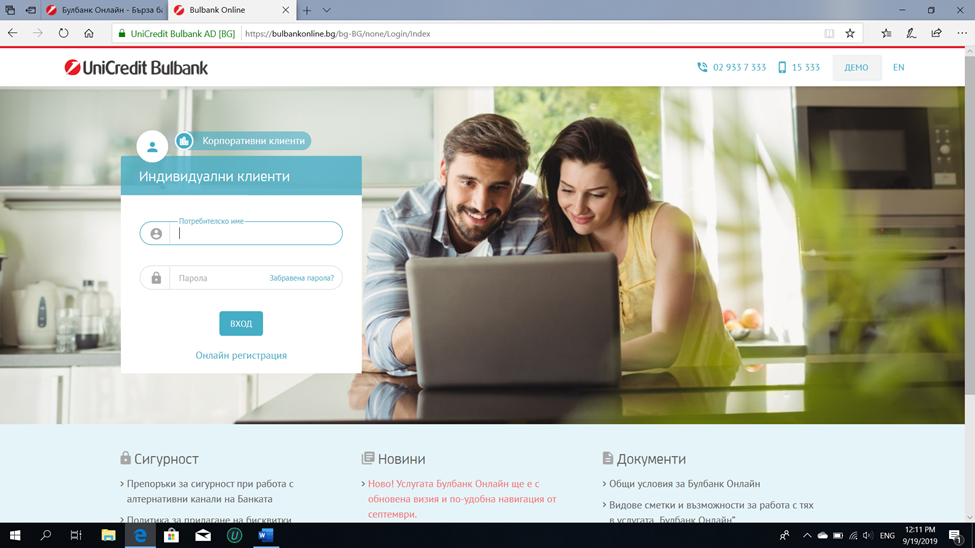 Булбанк Онлайн - Бърза ба
Bulbank Online
UniCredit Bulbank AD [BG]
https://bulbankonline.bg/bg-BG/none/Login/Index
UniCredit Bulbank
02 933 7 333
15 333
ДЕМО
EN
Корпоративни клиенти
Индивидуални клиенти
Потребителско име
Парола
Забравена парола?
ВХОД
Онлайн регистрация
Сигурност
Препоръки за сигурност при работа с
алтернативни канали на Банката
Политика за прилагане на бисквитки
Новини
Ново! Услугата Булбанк Онлайн ще е с
обновена визия и по-удобна навигация от
септември.
Документи
Общи условия за Булбанк Онлайн
Видове сметки и възможности за работа с тях
в услугата „Булбанк Онлайн"
ENG
12:11 PM
9/19/2019